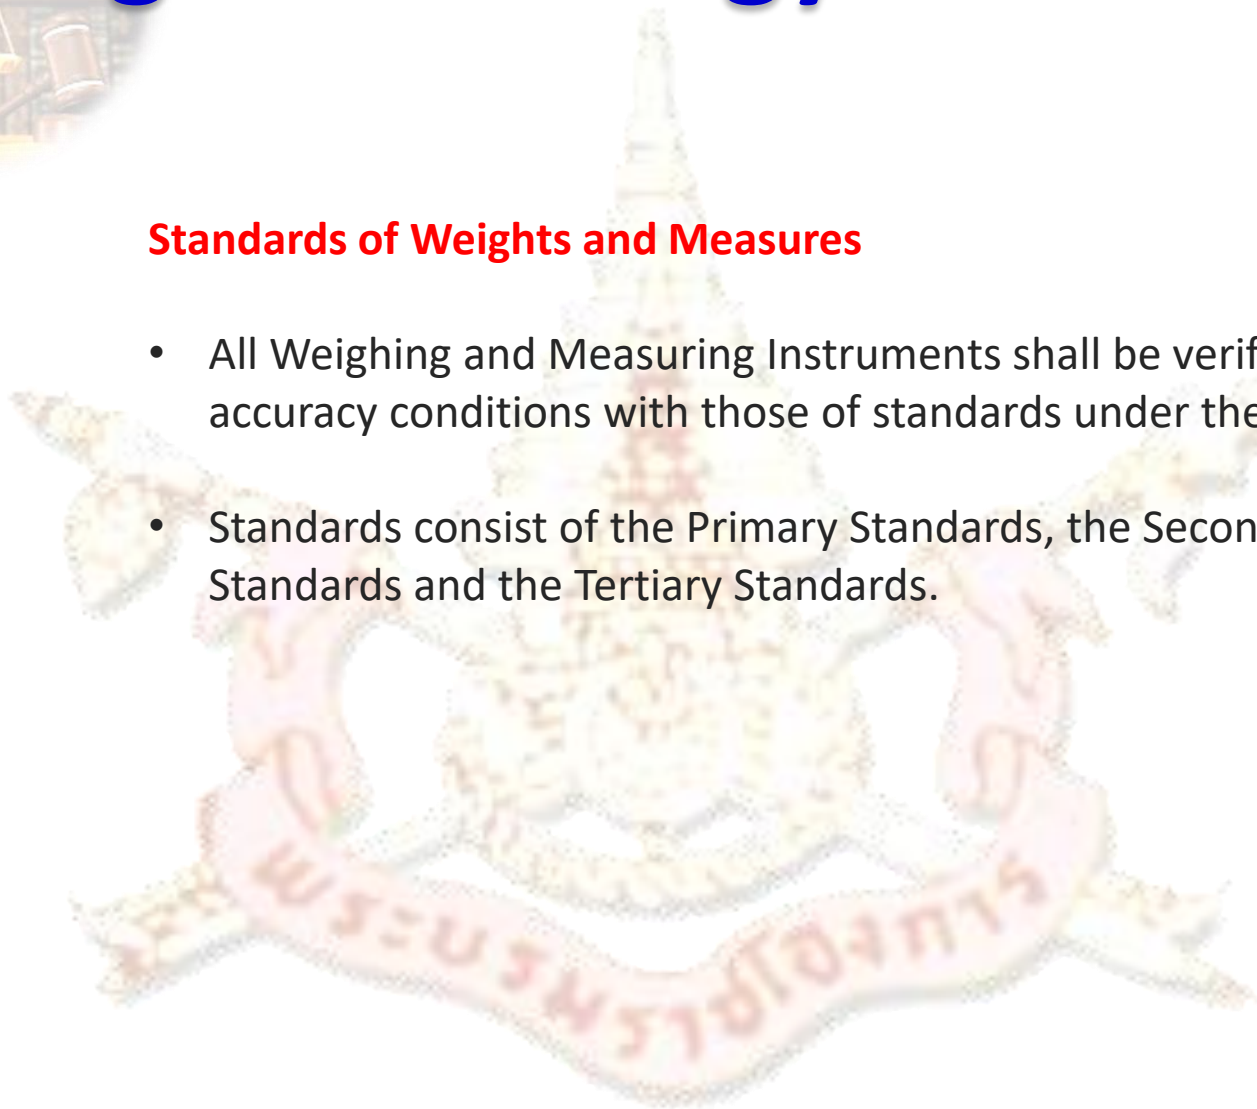 Standards of Weights and Measures
• All Weighing and Measuring Instruments shall be
accuracy conditions with those of standards under the
• Standards consist of the Primary Standards, the
Standards and the Tertiary Standards.
พระบรมราชโองการ